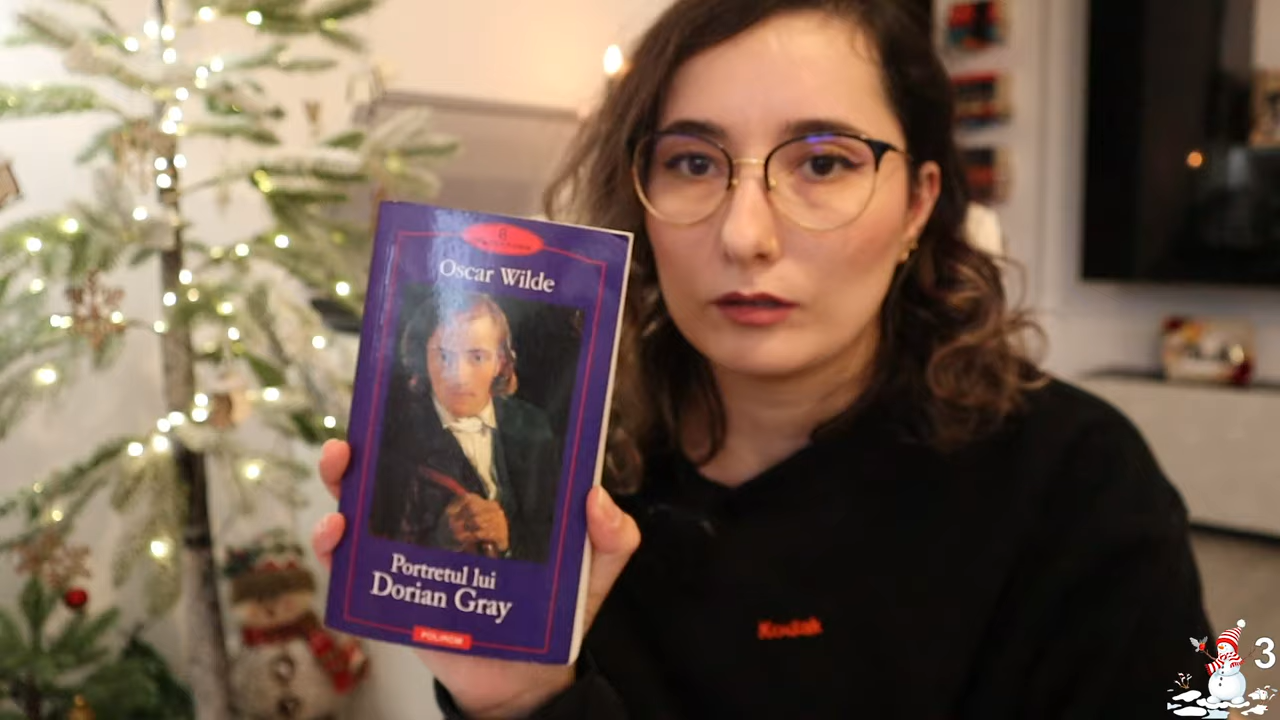 Oscar Wilde
Portretul lui
Dorian Gray
POLIROM
Kodak
3